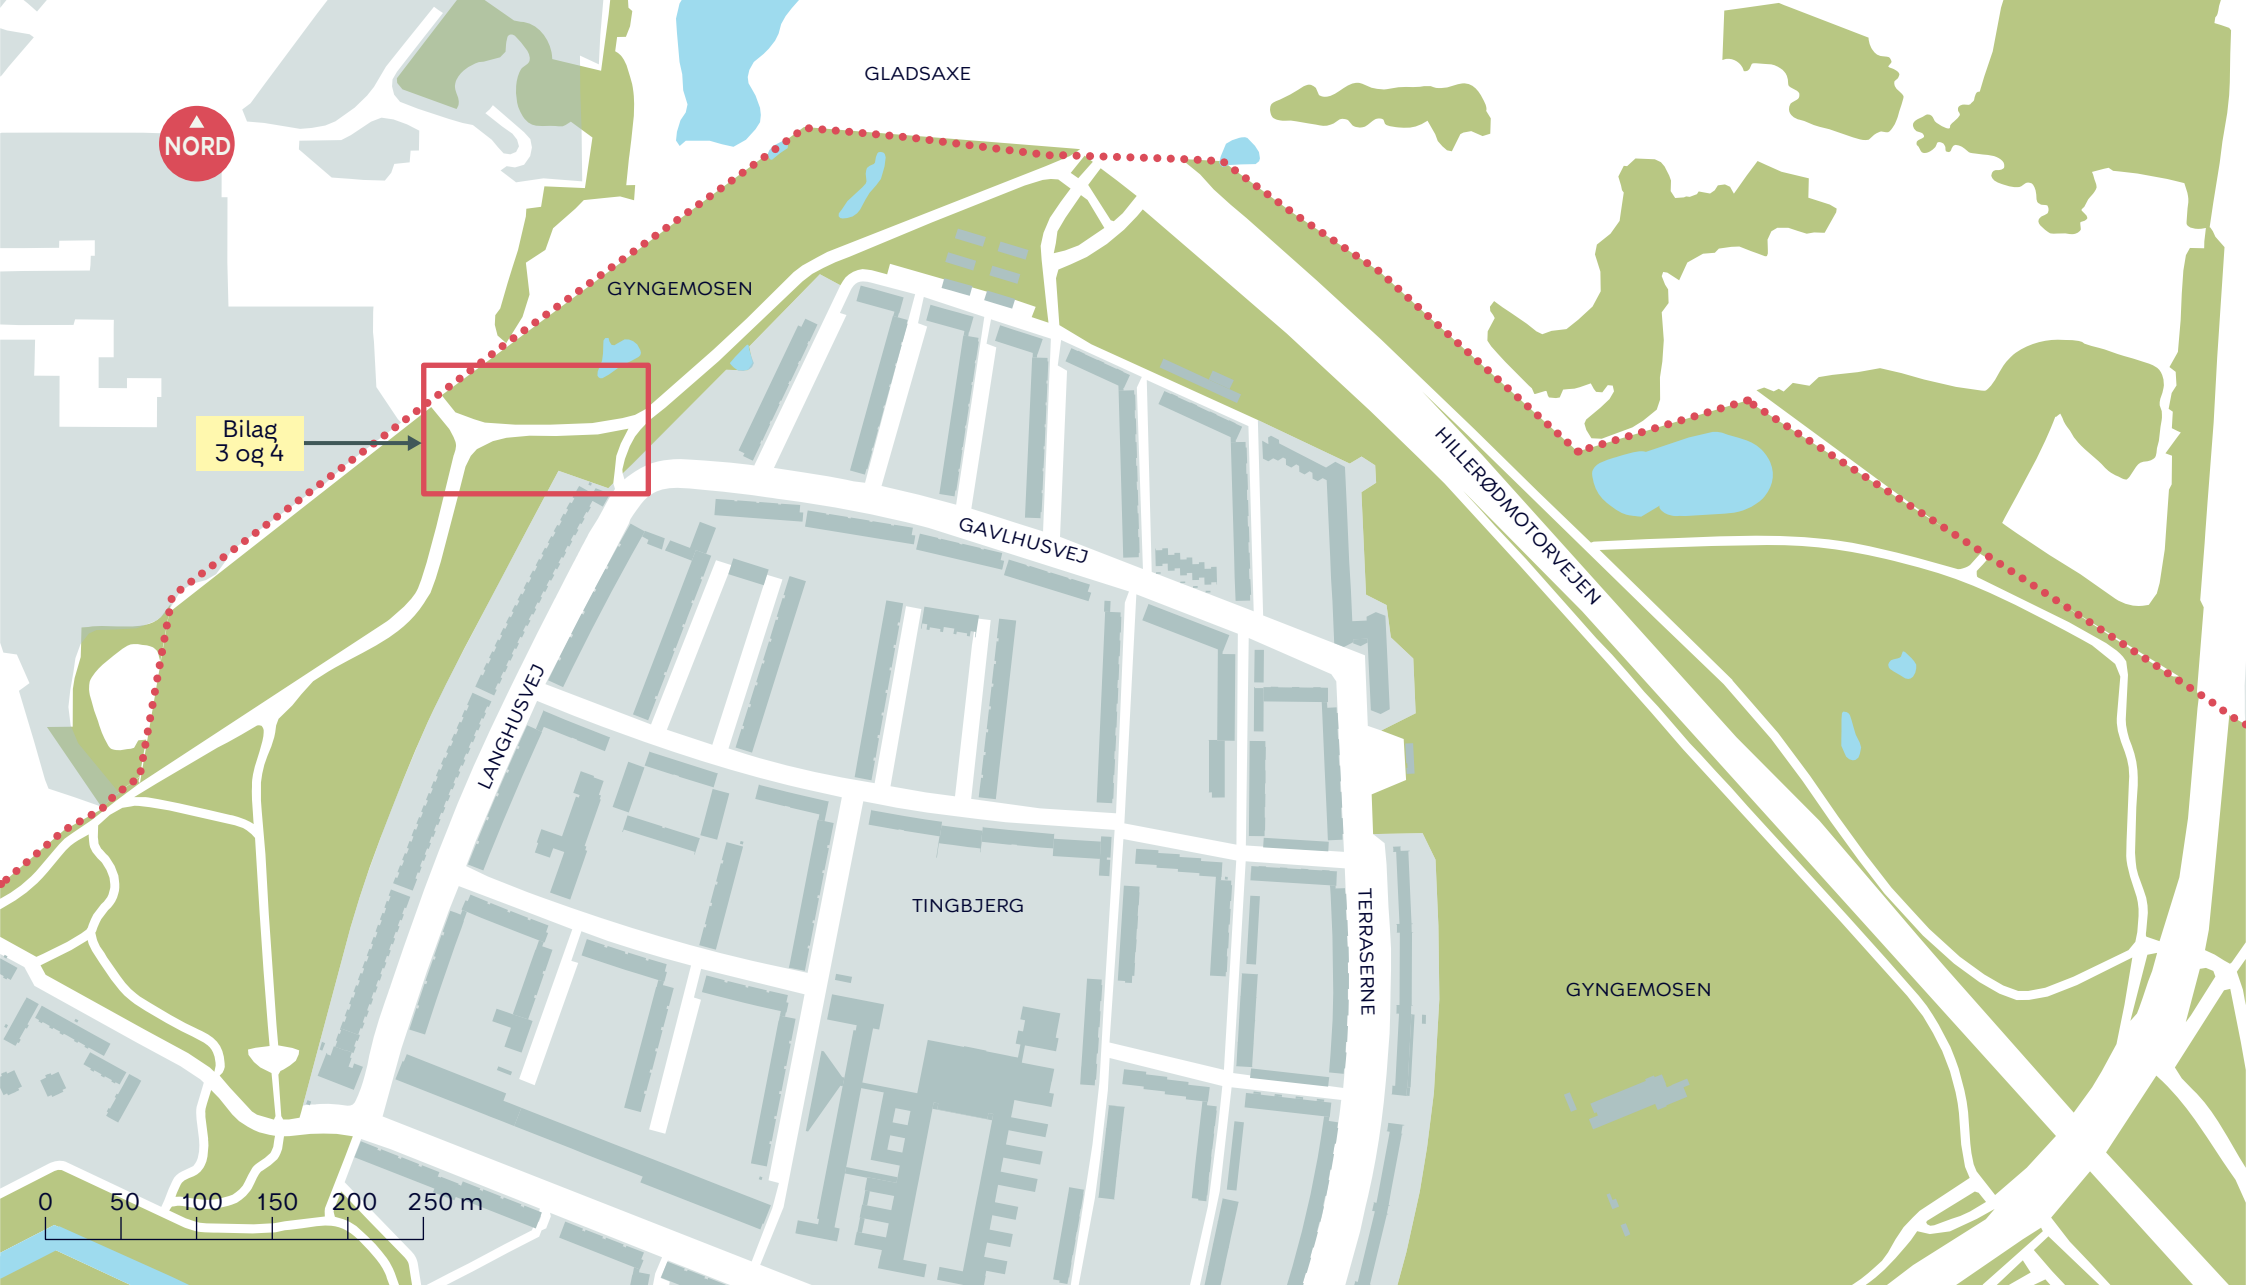 GLADSAXE
NORD
GYNGEMOSEN
Bilag
3 og 4
HILLERØDMOTORVEJEN
GAVLHUSVEJ
LANGHUSVEJ
TINGBJERG
TERRASERNE
GYNGEMOSEN
0 50 100 150 200 250 m